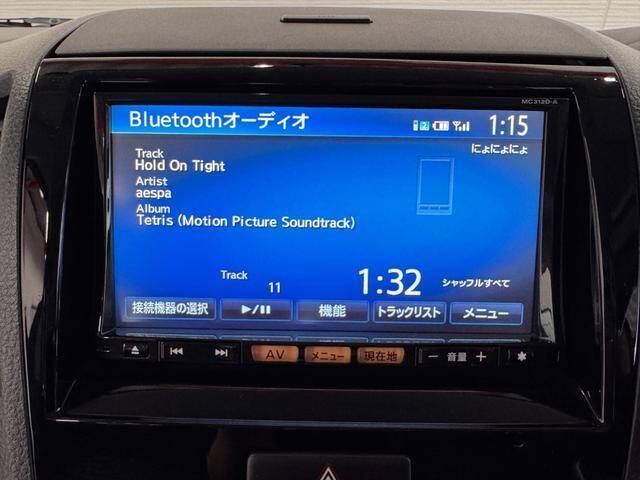 MC312D-A
Bluetoothオーディオ
2
1:15
にょにょにょ
Track
Hold On Tight
Artist
aespa
Album
Tetris (Motion Picture Soundtrack)
Track 11 1:32 シャッフルすべて
接続機器の選択 ▶/II 機能 トラックリスト メニュー
AV メニュー 現在地 − 音量 +